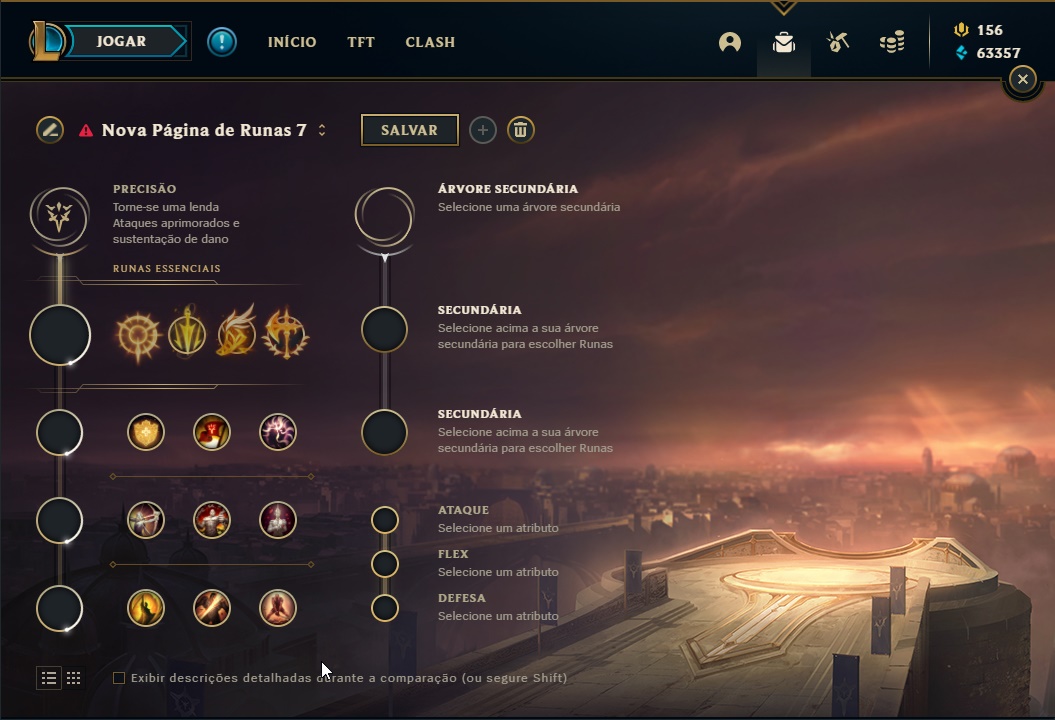 JOGAR
INÍCIO
TFT
CLASH
156
63357
Nova Página de Runas 7
SALVAR
PRECISÃO
Torne-se uma lenda
Ataques aprimorados e
sustentação de dano
RUNAS ESSENCIAIS
ÁRVORE SECUNDÁRIA
Selecione uma árvore secundária
SECUNDÁRIA
Selecione acima a sua árvore
secundária para escolher Runas
SECUNDÁRIA
Selecione acima a sua árvore
secundária para escolher Runas
ATAQUE
Selecione um atributo
FLEX
Selecione um atributo
DEFESA
Selecione um atributo
Exibir descrições detalhadas durante a comparação (ou segure Shift)